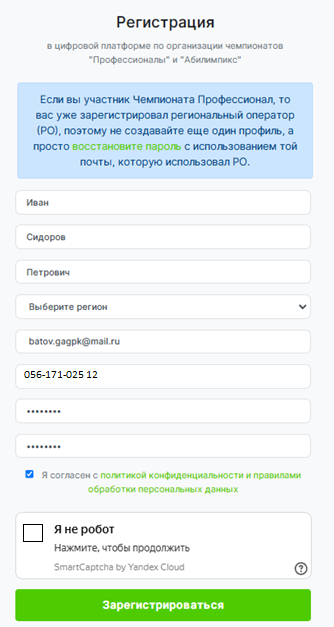 Регистрация
в цифровой платформе по организации чемпионатов
"Профессионалы" и "Абилимпикс"
Если вы участник Чемпионата Профессионал, то
вас уже зарегистрировал региональный оператор
(РО), поэтому не создавайте еще один профиль, а
просто восстановите пароль с использованием той
почты, которую использовал РО.
Иван
Сидоров
Петрович
Выберите регион
batov.gagpk@mail.ru
056-171-025 12
••••••••
••••••••
Я согласен с политикой конфиденциальности и правилами
обработки персональных данных
Я не робот
Нажмите, чтобы продолжить
SmartCaptcha by Yandex Cloud
?
Зарегистрироваться